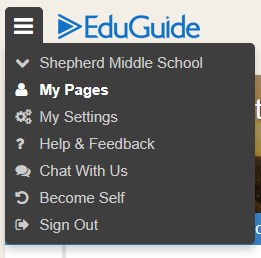 EduGuide
Shepherd Middle School
My Pages
My Settings
Help & Feedback
Chat With Us
Become Self
Sign Out